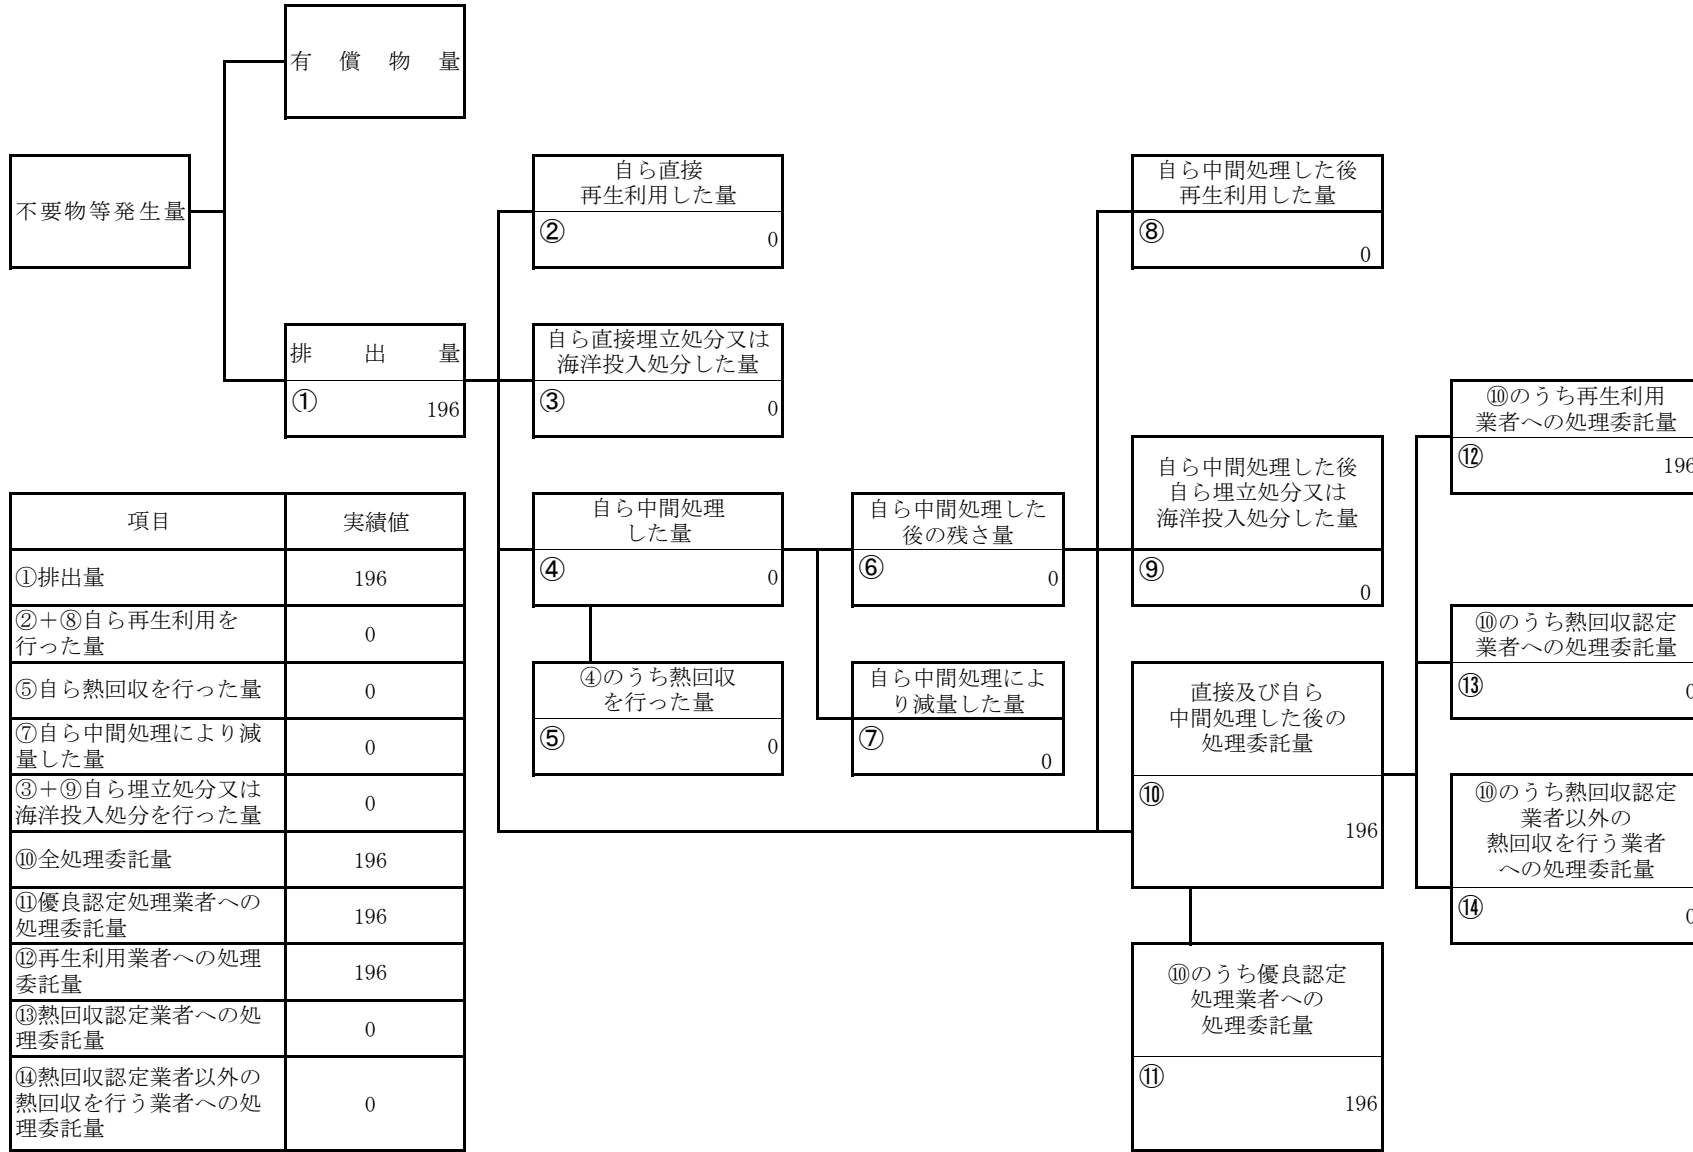 有償物量
不要物等発生量
自ら直接
再生利用した量
②
0
自ら中間処理した後
再生利用した量
⑧
0
排出量
①
196
自ら直接埋立処分又は
海洋投入処分した量
③
0
⑩のうち再生利用
業者への処理委託量
⑫
196
自ら中間処理した後
自ら埋立処分又は
海洋投入処分した量
⑨
0
自ら中間処理
した量
④
0
自ら中間処理した
後の残さ量
⑥
0
④のうち熱回収
を行った量
⑤
0
自ら中間処理によ
り減量した量
⑦
0
直接及び自ら
中間処理した後の
処理委託量
⑩
196
⑩のうち熱回収認定
業者への処理委託量
⑬
0
⑩のうち熱回収認定
業者以外の
熱回収を行う業者
への処理委託量
⑭
0
⑩のうち優良認定
処理業者への
処理委託量
⑪
196
項目 実績値
①排出量 196
②+⑧自ら再生利用を
行った量 0
⑤自ら熱回収を行った量 0
⑦自ら中間処理により減
量した量 0
③+⑨自ら埋立処分又は
海洋投入処分を行った量 0
⑩全処理委託量 196
⑪優良認定処理業者への
処理委託量 196
⑫再生利用業者への処理
委託量 196
⑬熱回収認定業者への処
理委託量 0
⑭熱回収認定業者以外の
熱回収を行う業者への処
理委託量 0